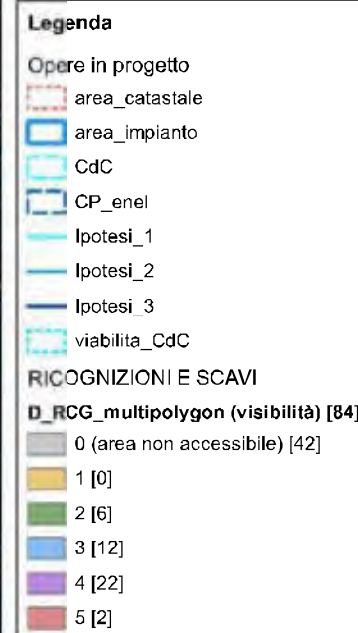 Legenda
Opere in progetto
area_catastale
area_impianto
CdC
CP_enel
Ipotesi_1
Ipotesi_2
Ipotesi_3
viabilita_CdC
RICOGNIZIONI E SCAVI
D_RCG_multipolygon (visibilità) [84]
0 (area non accessibile) [42]
1 [0]
2 [6]
3 [12]
4 [22]
5 [2]